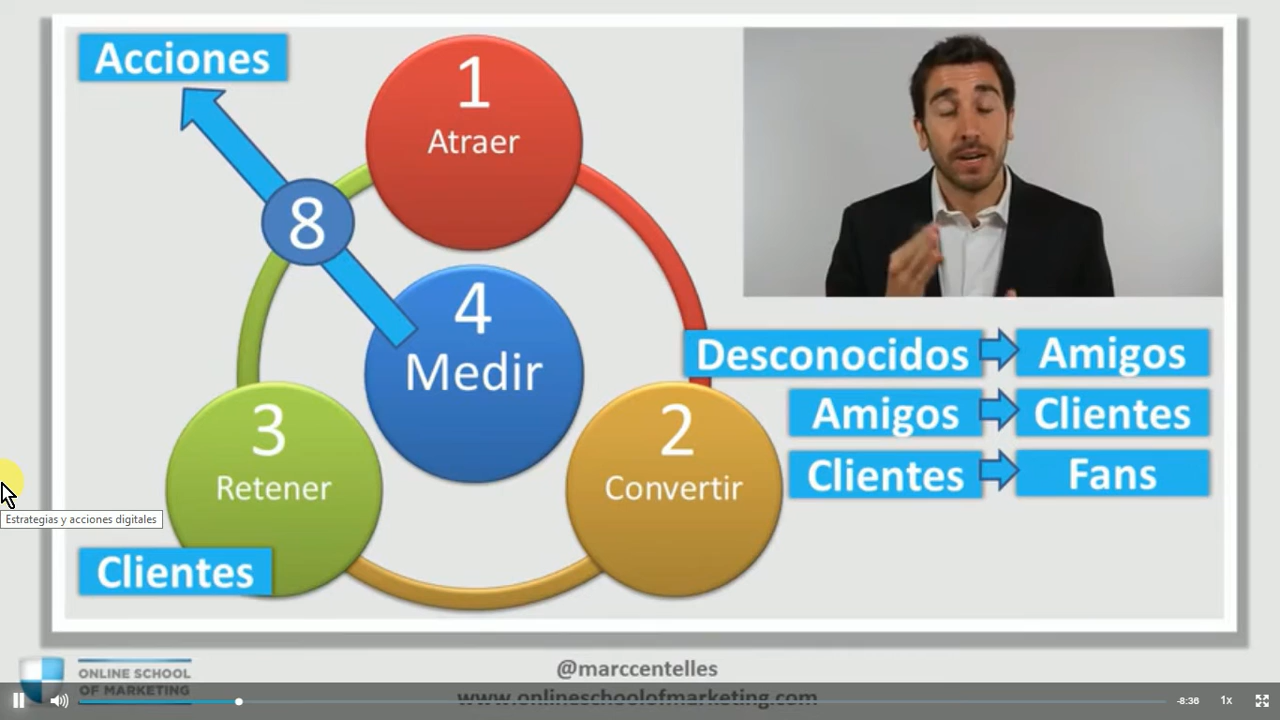 Acciones
1
Atraer
8
4
Medir
Desconocidos
Amigos
Amigos
Clientes
Clientes
Fans
3
Retener
2
Convertir
Estrategias y acciones digitales
Clientes
ONLINE SCHOOL
OF MARKETING
@marccentelles
www.onlineschoolofmarketing.com
-8:36
1x